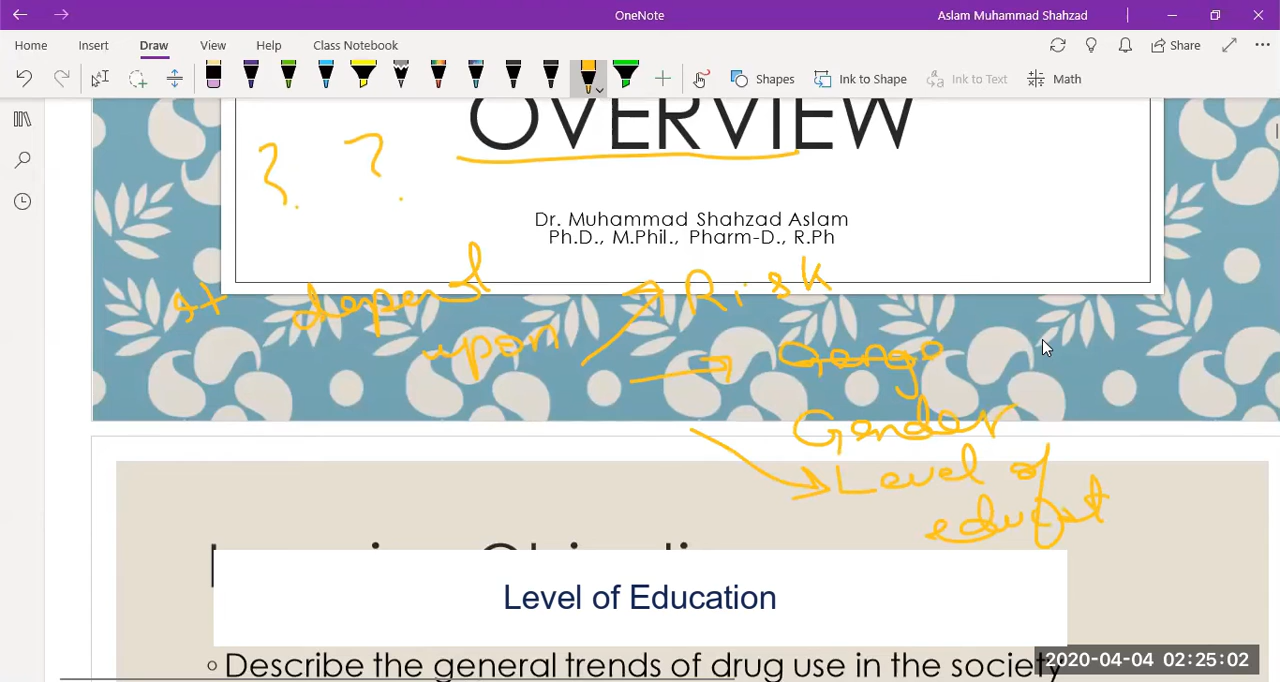 OneNote
Aslam Muhammad Shahzad
Home Insert Draw View Help Class Notebook Share
Shapes Ink to Shape Ink to Text Math
OVERVIEW
? ?
Dr. Muhammad Shahzad Aslam
Ph.D., M.Phil., Pharm-D., R.Ph
depend
upon
Risk
Gender
Level of
Level of Education
Describe the general trends of drug use in the society
2020-04-04 02:25:02